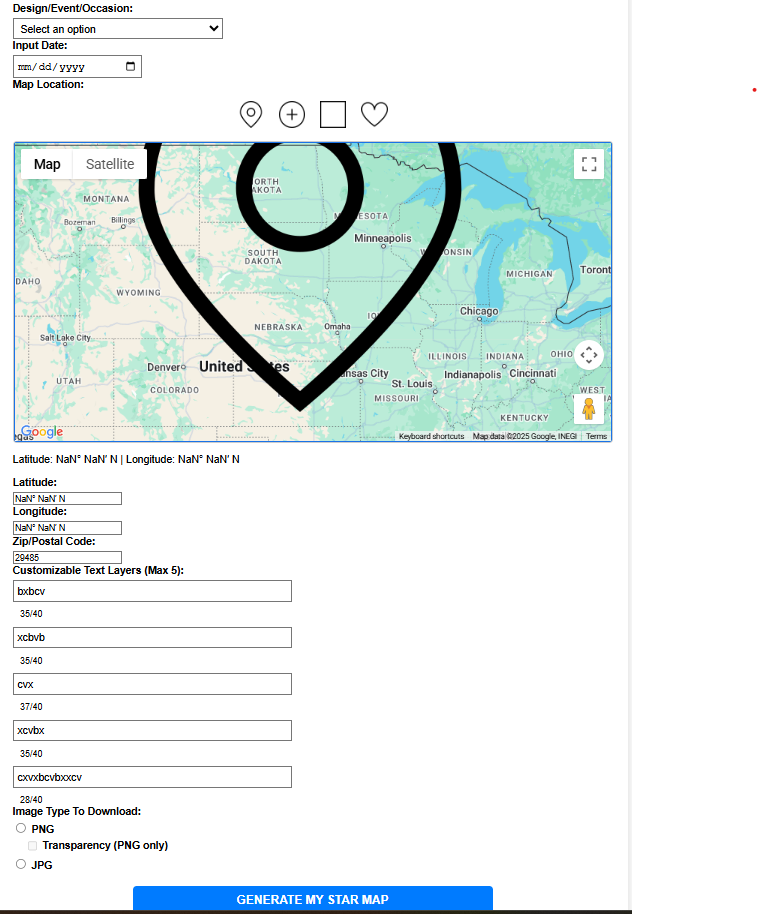 Design/Event/Occasion:
Select an option
Input Date:
mm/dd/yyyy
Map Location:
Map Satellite
NORTH DAKOTA
MONTANA
Bozeman Billings
MINNESOTA
Minneapolis
WISCONSIN
SOUTH DAKOTA
MICHIGAN
Toront
DAHO
WYOMING
Chicago
NEBRASKA
Omaha
IO
Salt Lake City
ILLINOIS INDIANA OHIO
Denver United States
Kansas City
Indianapolis Cincinnati
UTAH
COLORADO
St. Louis
MISSOURI
WEST
KENTUCKY
Google
egas
Keyboard shortcuts Map data ©2025 Google, INEGI Terms
Latitude: NaN° NaN' N | Longitude: NaN° NaN' N
Latitude:
NaN° NaN' N
Longitude:
NaN° NaN' N
Zip/Postal Code:
29485
Customizable Text Layers (Max 5):
bxbcv
35/40
xcbvb
35/40
cvx
37/40
xcvbx
35/40
cxvxbcvbxxcv
28/40
Image Type To Download:
PNG
Transparency (PNG only)
JPG
GENERATE MY STAR MAP